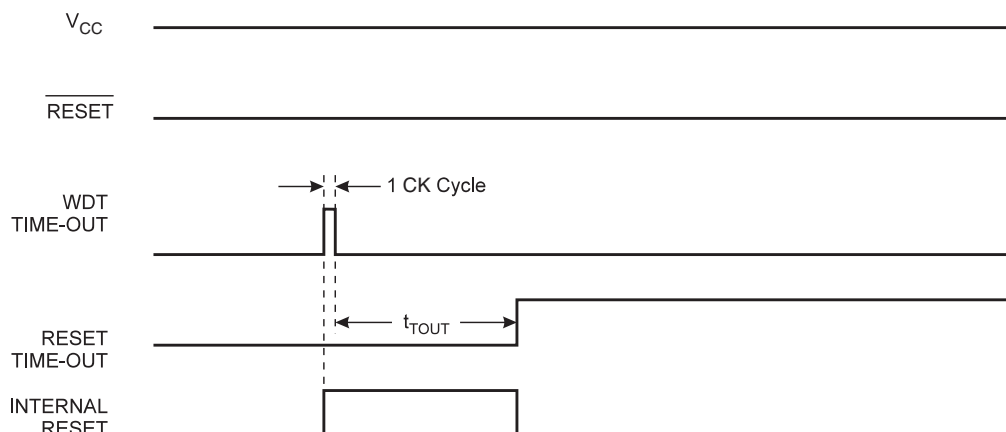 VCC
RESET
1 CK Cycle
WDT
TIME-OUT
tTOUT
RESET
TIME-OUT
INTERNAL
RESET